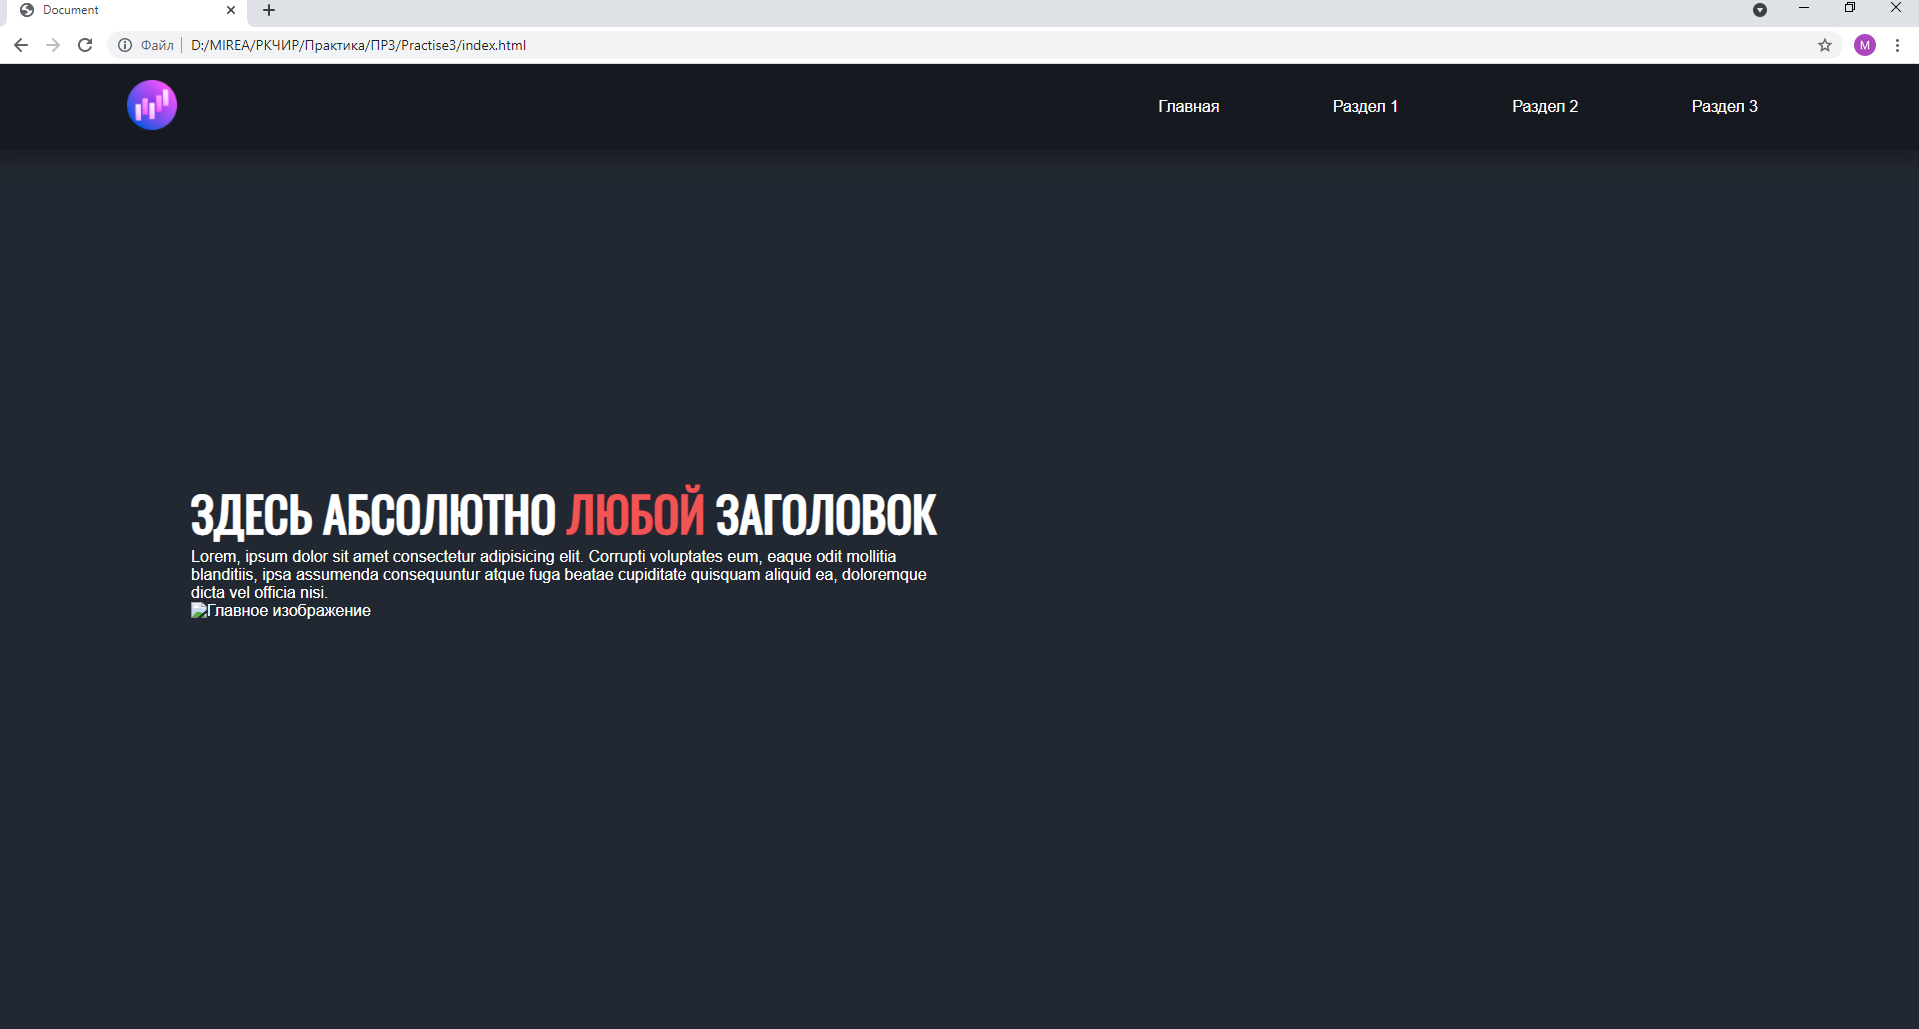 Document
Файл D:/MIREA/РКЧИР/Практика/ПР3/Practise3/index.html
M
Главная Раздел 1 Раздел 2 Раздел 3
ЗДЕСЬ АБСОЛЮТНО ЛЮБОЙ ЗАГОЛОВОК
Lorem, ipsum dolor sit amet consectetur adipisicing elit. Corrupti voluptates eum, eaque odit mollitia
blanditiis, ipsa assumenda consequuntur atque fuga beatae cupiditate quisquam aliquid ea, doloremque
dicta vel officia nisi.
Главное изображение